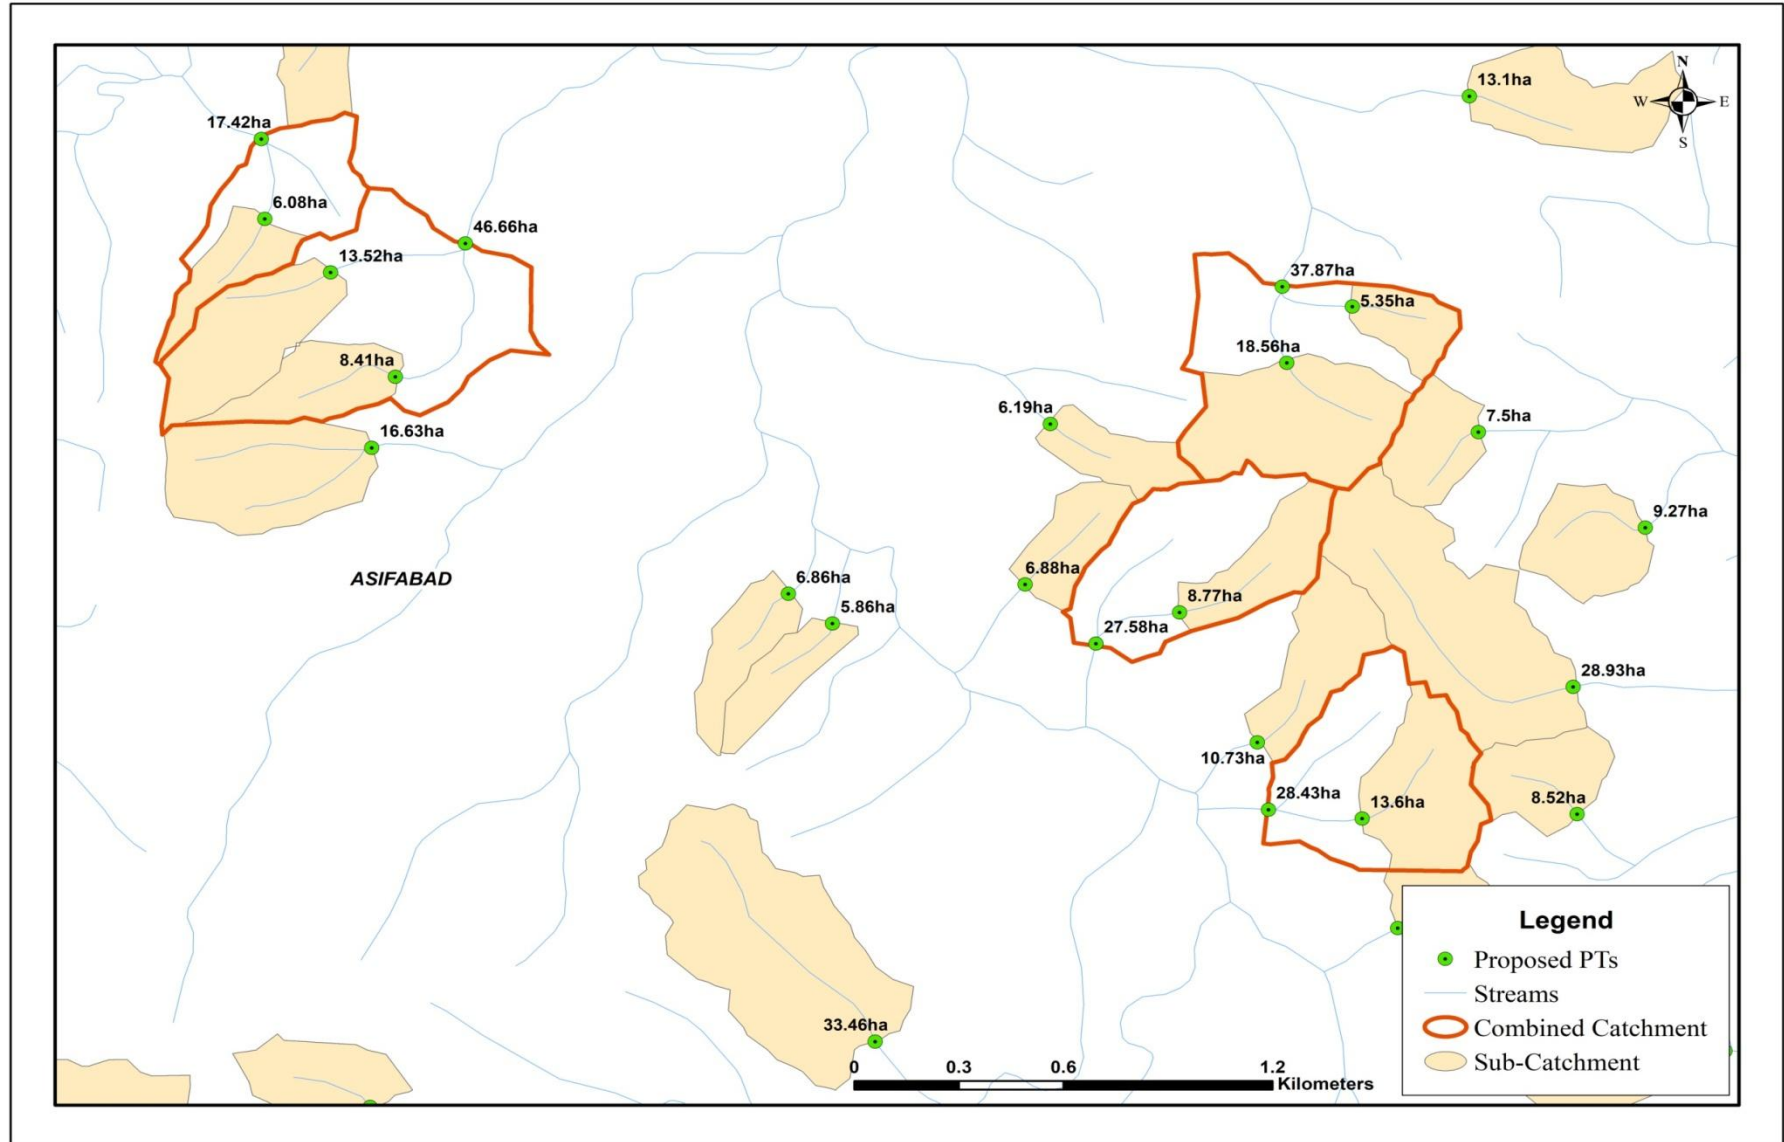 13.1ha
N
W
E
S
17.42ha
6.08ha
46.66ha
13.52ha
37.87ha
5.35ha
18.56ha
8.41ha
6.19ha
7.5ha
16.63ha
9.27ha
ASIFABAD
6.86ha
6.88ha
5.86ha
8.77ha
27.58ha
28.93ha
10.73ha
28.43ha
13.6ha
8.52ha
33.46ha
0
0.3
0.6
1.2
Kilometers
Legend
Proposed PTs
Streams
Combined Catchment
Sub-Catchment